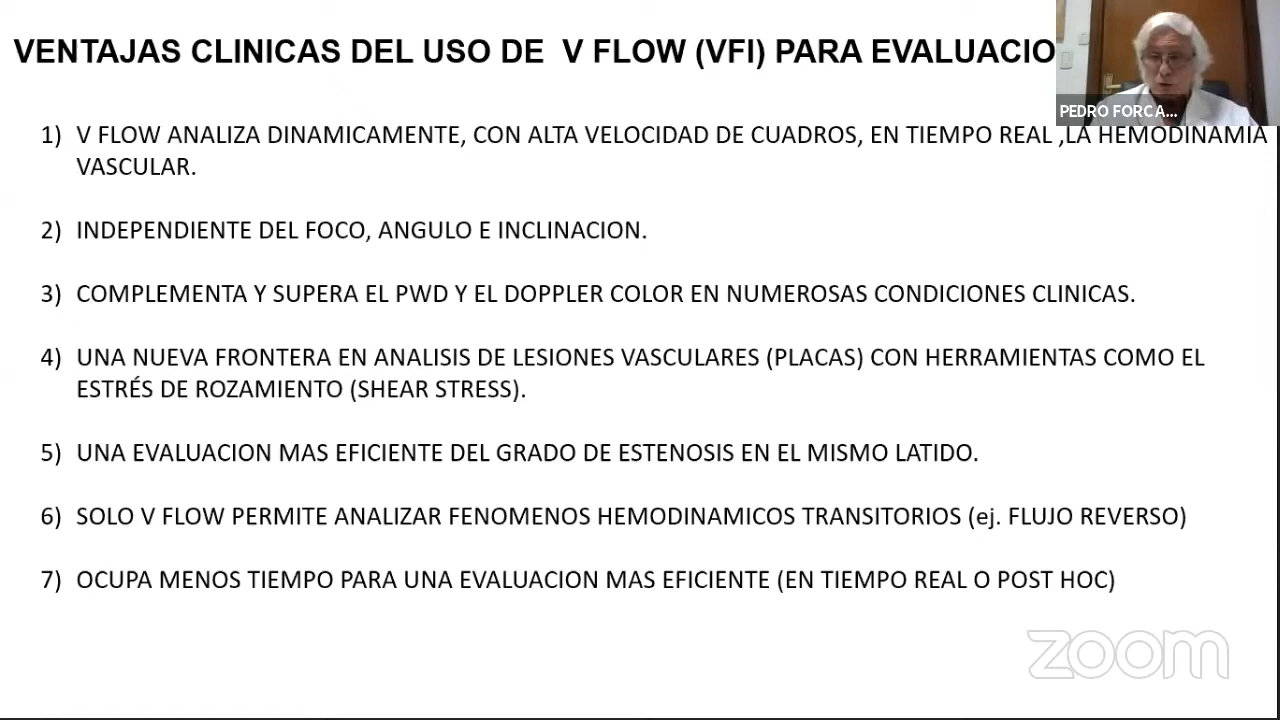 VENTAJAS CLINICAS DEL USO DE V FLOW (VFI) PARA EVALUACIO
PEDRO FORCA...
1) V FLOW ANALIZA DINAMICAMENTE, CON ALTA VELOCIDAD DE CUADROS, EN TIEMPO REAL ,LA HEMODINAMIA
VASCULAR.
2) INDEPENDIENTE DEL FOCO, ANGULO E INCLINACION.
3) COMPLEMENTA Y SUPERA EL PWD Y EL DOPPLER COLOR EN NUMEROSAS CONDICIONES CLINICAS.
4) UNA NUEVA FRONTERA EN ANALISIS DE LESIONES VASCULARES (PLACAS) CON HERRAMIENTAS COMO EL
ESTRÉS DE ROZAMIENTO (SHEAR STRESS).
5) UNA EVALUACION MAS EFICIENTE DEL GRADO DE ESTENOSIS EN EL MISMO LATIDO.
6) SOLO V FLOW PERMITE ANALIZAR FENOMENOS HEMODINAMICOS TRANSITORIOS (ej. FLUJO REVERSO)
7) OCUPA MENOS TIEMPO PARA UNA EVALUACION MAS EFICIENTE (EN TIEMPO REAL O POST HOC)
zoom